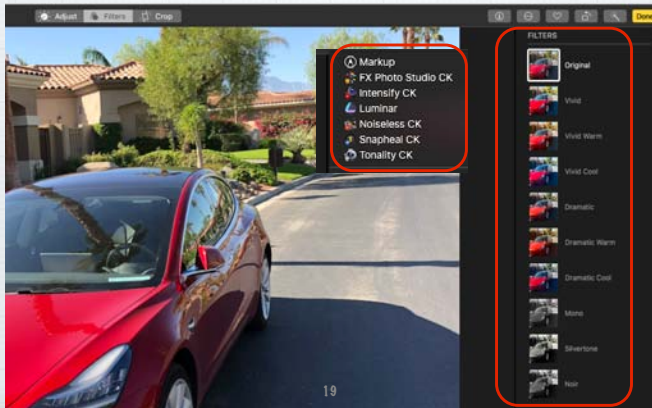 Adjust Filters Crop
Done
FILTERS
Original
Vivid
Vivid Warm
Vivid Cool
Dramatic
Dramatic Warm
Dramatic Cool
Mono
Silvertone
Noir
Markup
FX Photo Studio CK
Intensify CK
Luminar
Noiseless CK
Snapheal CK
Tonality CK
19